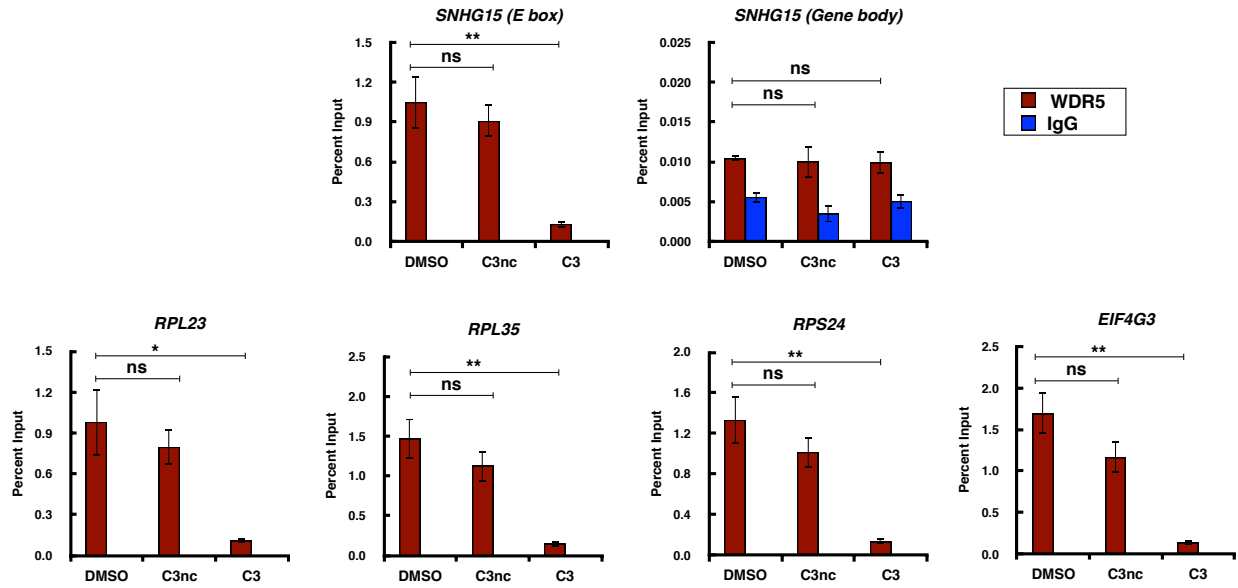 SNHG15 (E box)
Percent Input
1.5
1.2
0.9
0.6
0.3
0.0
**
ns
DMSO C3nc C3
SNHG15 (Gene body)
Percent Input
0.025
0.020
0.015
0.010
0.005
0.000
ns
ns
DMSO C3nc C3
WDR5
IgG
RPL23
Percent Input
1.5
1.2
0.9
0.6
0.3
0.0
*
ns
DMSO C3nc C3
RPL35
Percent Input
2.5
2.0
1.5
1.0
0.5
0.0
**
ns
DMSO C3nc C3
RPS24
Percent Input
2.0
1.6
1.2
0.8
0.4
0.0
**
ns
DMSO C3nc C3
EIF4G3
Percent Input
2.5
2.0
1.5
1.0
0.5
0.0
**
ns
DMSO C3nc C3